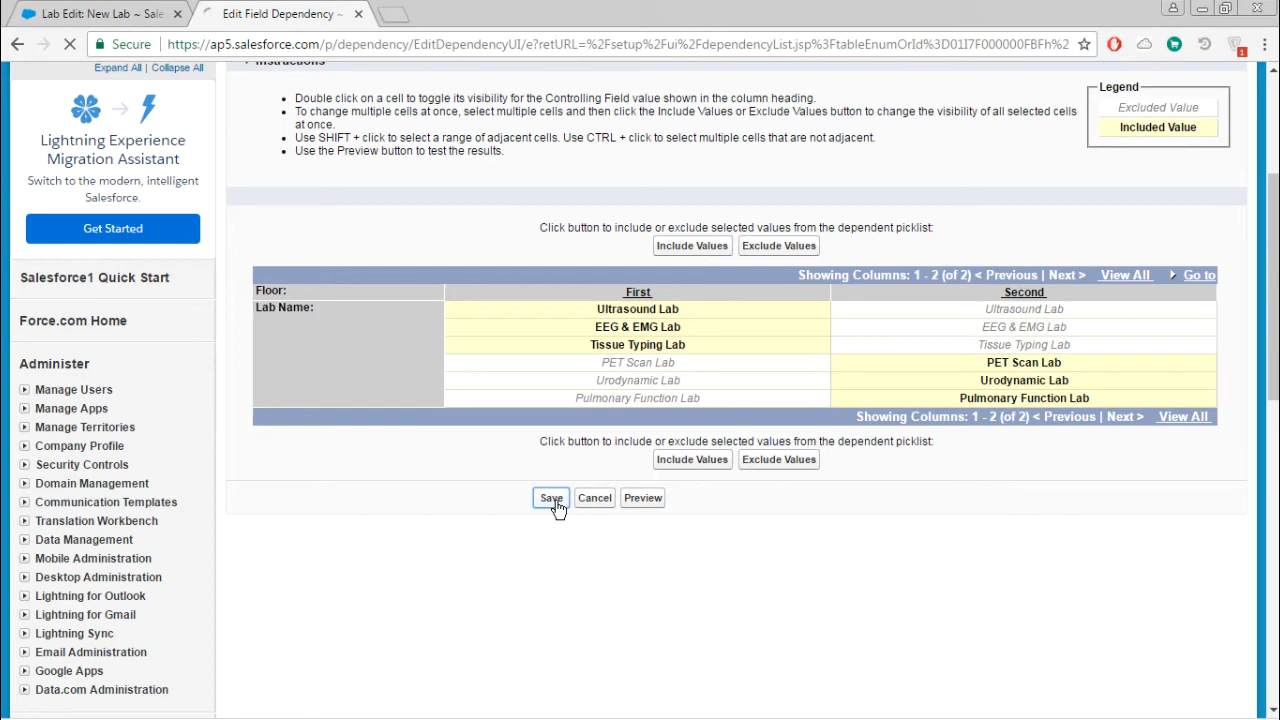 Lab Edit: New Lab ~ Sale
Edit Field Dependency ~
Secure
https://ap5.salesforce.com/p/dependency/EditDependencyUI/e?retURL=%2Fsetup%2Fui%2FdependencyList.jsp%3FtableEnumOrId%3D01I7F000000FBFh%2
Expand All | Collapse All
Lightning Experience
Migration Assistant
Switch to the modern, intelligent
Salesforce.
Get Started
Salesforce1 Quick Start
Force.com Home
Administer
Manage Users
Manage Apps
Manage Territories
Company Profile
Security Controls
Domain Management
Communication Templates
Translation Workbench
Data Management
Mobile Administration
Desktop Administration
Lightning for Outlook
Lightning for Gmail
Lightning Sync
Email Administration
Google Apps
Data.com Administration
Instructions
Double click on a cell to toggle its visibility for the Controlling Field value shown in the column heading.
To change multiple cells at once, select multiple cells and then click the Include Values or Exclude Values button to change the visibility of all selected cells
at once.
Use SHIFT + click to select a range of adjacent cells. Use CTRL + click to select multiple cells that are not adjacent.
Use the Preview button to test the results.
Legend
Excluded Value
Included Value
Click button to include or exclude selected values from the dependent picklist:
Include Values Exclude Values
Showing Columns: 1 - 2 (of 2) < Previous | Next > View All Go to
Floor: First Second
Lab Name: Ultrasound Lab Ultrasound Lab
EEG & EMG Lab EEG & EMG Lab
Tissue Typing Lab Tissue Typing Lab
PET Scan Lab PET Scan Lab
Urodynamic Lab Urodynamic Lab
Pulmonary Function Lab Pulmonary Function Lab
Showing Columns: 1 - 2 (of 2) < Previous | Next > View All
Click button to include or exclude selected values from the dependent picklist:
Include Values Exclude Values
Save Cancel Preview